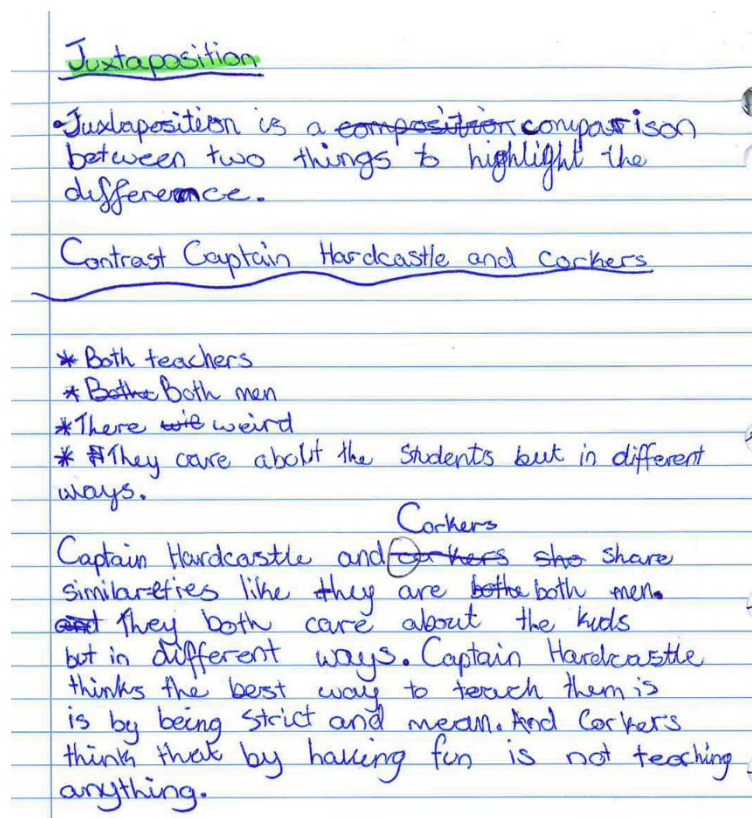 Juxtaposition
•Juxtaposition is a composition comparison
between two things to highlight the
difference.
Contrast Captain Hardcastle and Corkers
* Both teachers
* Bothe Both men
* There wie weird
* They care about the students but in different
ways.
Corkers
Captain Hardcastle and corkers sho share
similareties like they are bothe both men.
and They both care about the kids
but in different ways. Captain Hardcastle
thinks the best way to teach them is
is by being strict and mean. And Corkers
think that by having fun is not teaching
anything.